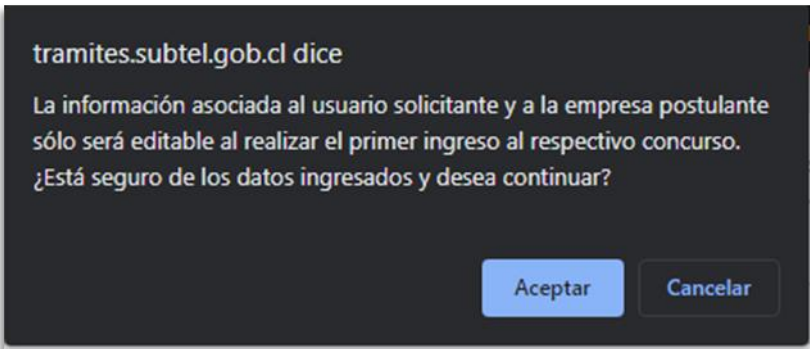 tramites.subtel.gob.cl dice
La información asociada al usuario solicitante y a la empresa postulante
sólo será editable al realizar el primer ingreso al respectivo concurso.
¿Está seguro de los datos ingresados y desea continuar?
Aceptar
Cancelar